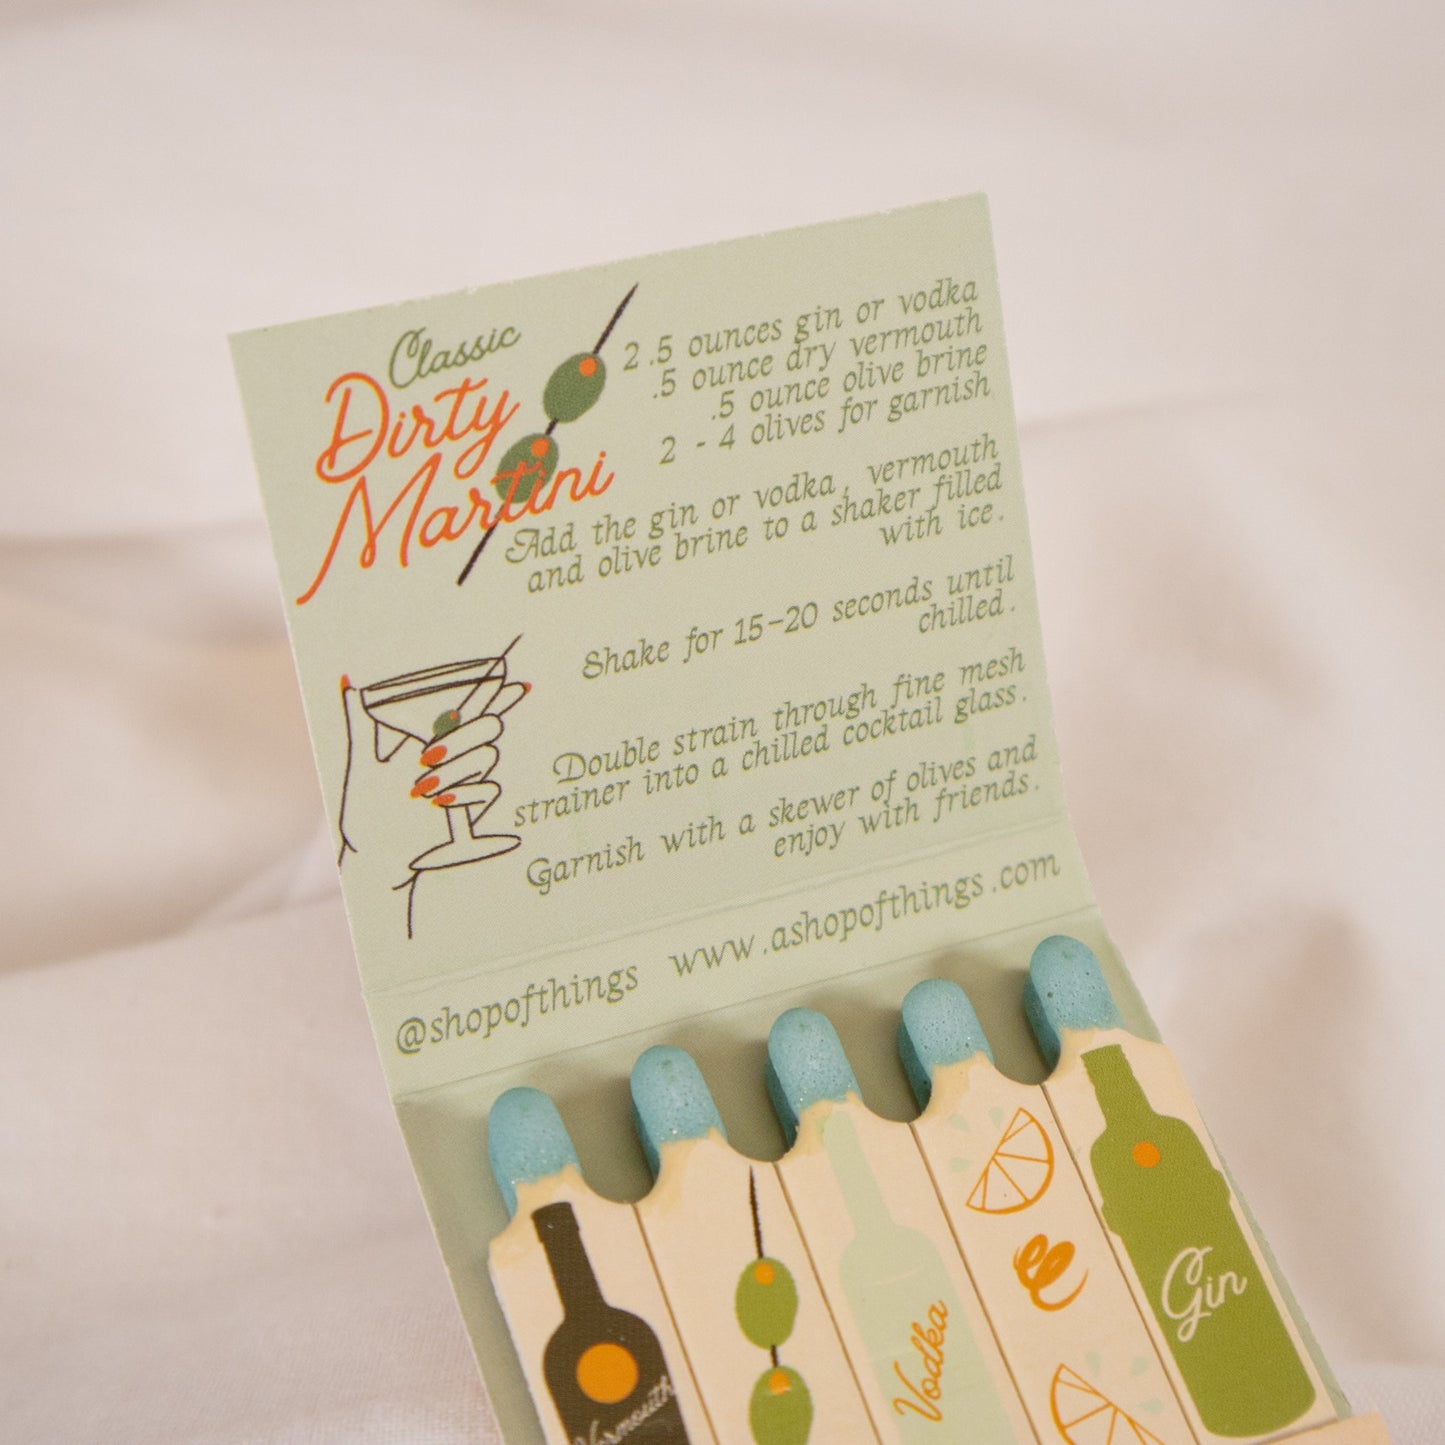 Classic
Dirty
Martini
2.5 ounces gin or vodka
.5 ounce dry vermouth
.5 ounce olive brine
2 - 4 olives for garnish
Add the gin or vodka, vermouth
and olive brine to a shaker filled
with ice.
Shake for 15-20 seconds until
chilled.
Double strain through fine mesh
strainer into a chilled cocktail glass.
Garnish with a skewer of olives and
enjoy with friends.
@shopofthings www.ashopofthings.com
Vermouth
Vodka
Gin